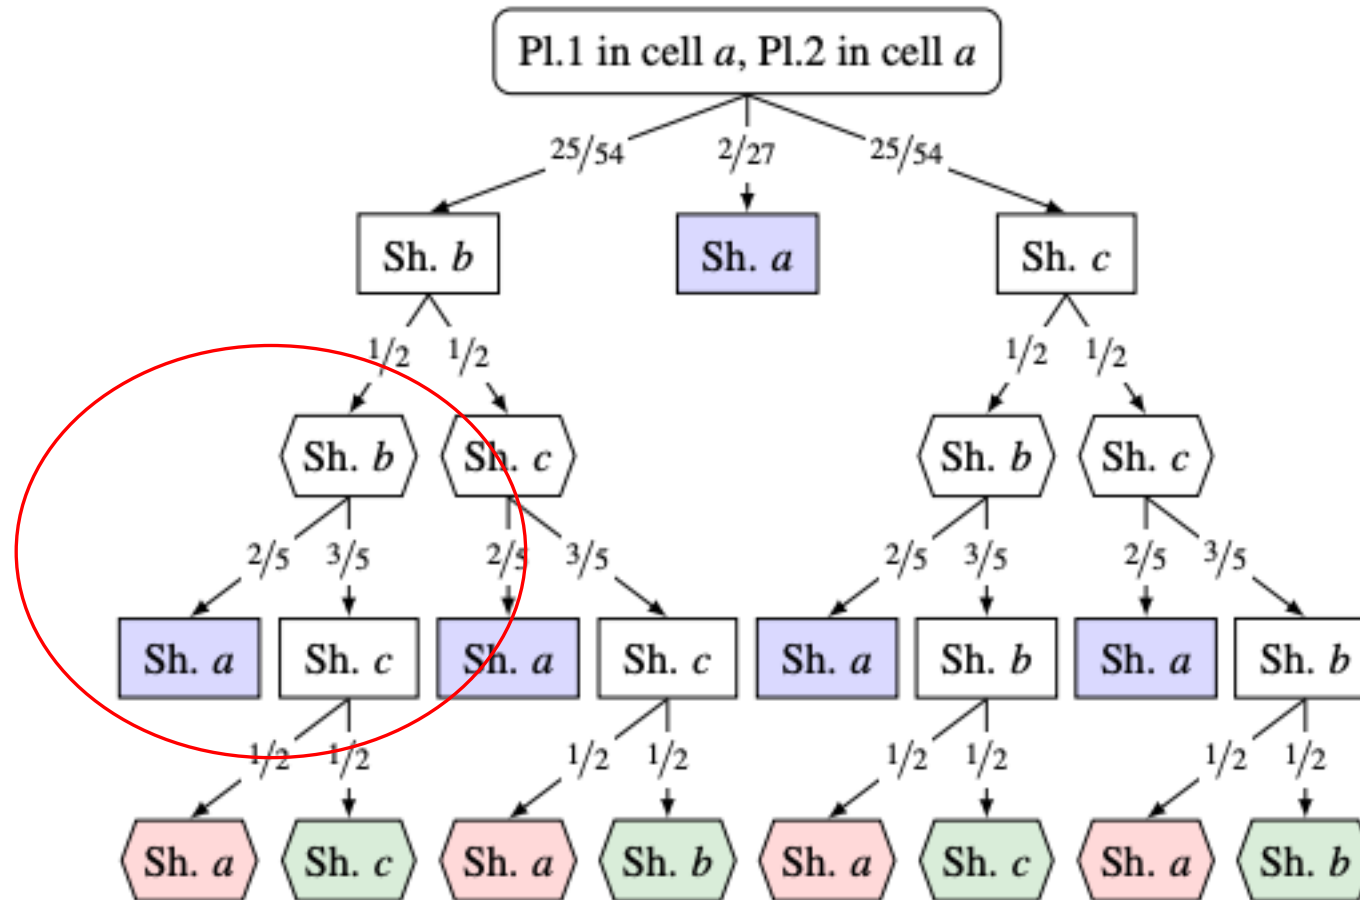 Pl.1 in cell a, Pl.2 in cell a
25/54 2/27 25/54
Sh. b Sh. a Sh. c
1/2 1/2 1/2 1/2
Sh. b Sh. c Sh. b Sh. c
2/5 3/5 2/5 3/5 2/5 3/5 2/5 3/5
Sh. a Sh. c Sh. a Sh. c Sh. a Sh. b Sh. a Sh. b
1/2 1/2 1/2 1/2 1/2 1/2 1/2 1/2
Sh. a Sh. c Sh. a Sh. b Sh. a Sh. c Sh. a Sh. b